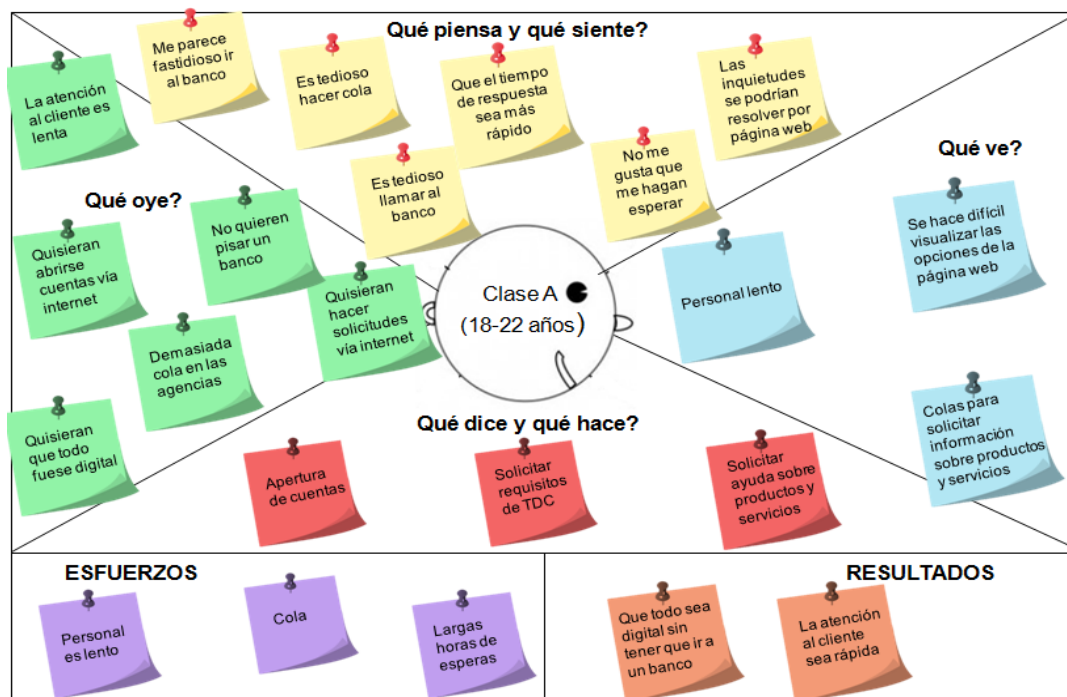 Qué piensa y qué siente?
Me parece
fastidioso ir
al banco
Es tedioso
hacer cola
Que el tiempo
de respuesta
sea más
rápido
Las
inquietudes
se podrían
resolver por
página web
Es tedioso
llamar al
banco
No me
gusta que
me hagan
esperar
Qué oye?
La atención
al cliente es
lenta
No quieren
pisar un
banco
Quisieran
abrirse
cuentas vía
internet
Quisieran
hacer
solicitudes
vía internet
Demasiada
cola en las
agencias
Quisieran
que todo
fuese digital
Clase A
(18-22 años)
Qué ve?
Se hace difícil
visualizar las
opciones de la
página web
Personal lento
Colas para
solicitar
información
sobre productos
y servicios
Qué dice y qué hace?
Apertura
de cuentas
Solicitar
requisitos
de TDC
Solicitar
ayuda sobre
productos y
servicios
ESFUERZOS
Personal
es lento
Cola
Largas
horas de
esperas
RESULTADOS
Que todo sea
digital sin
tener que ir a
un banco
La atención
al cliente
sea rápida